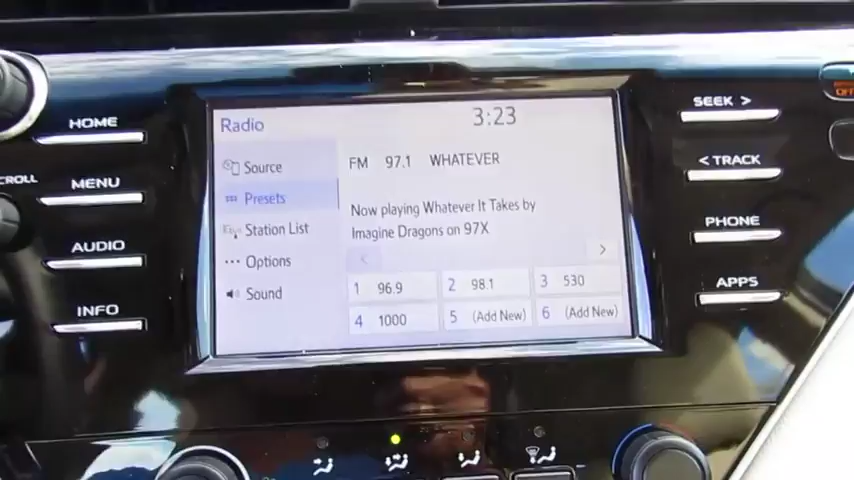 SEEK >
HOME
Radio
3:23
Source
FM 97.1 WHATEVER
< TRACK
SCROLL
MENU
Presets
Now playing Whatever It Takes by
Imagine Dragons on 97X
Station List
PHONE
AUDIO
Options
< >
APPS
INFO
Sound
1 96.9 2 98.1 3 530
4 1000 5 (Add New) 6 (Add New)
OFF